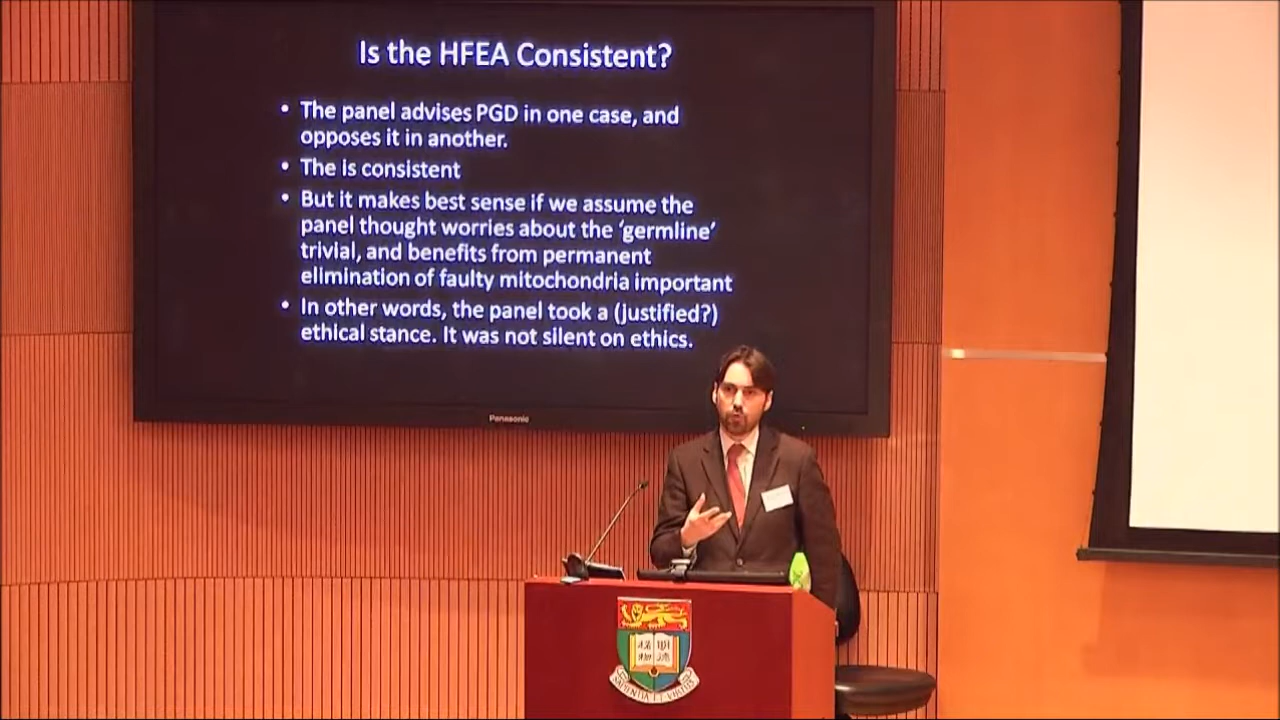 Is the HFEA Consistent?
• The panel advises PGD in one case, and
opposes it in another.
• The is consistent
• But it makes best sense if we assume the
panel thought worries about the ‘germline’
trivial, and benefits from permanent
elimination of faulty mitochondria important
• In other words, the panel took a (justified?)
ethical stance. It was not silent on ethics.
Panasonic
SAPIENTIA ET VIRTUS